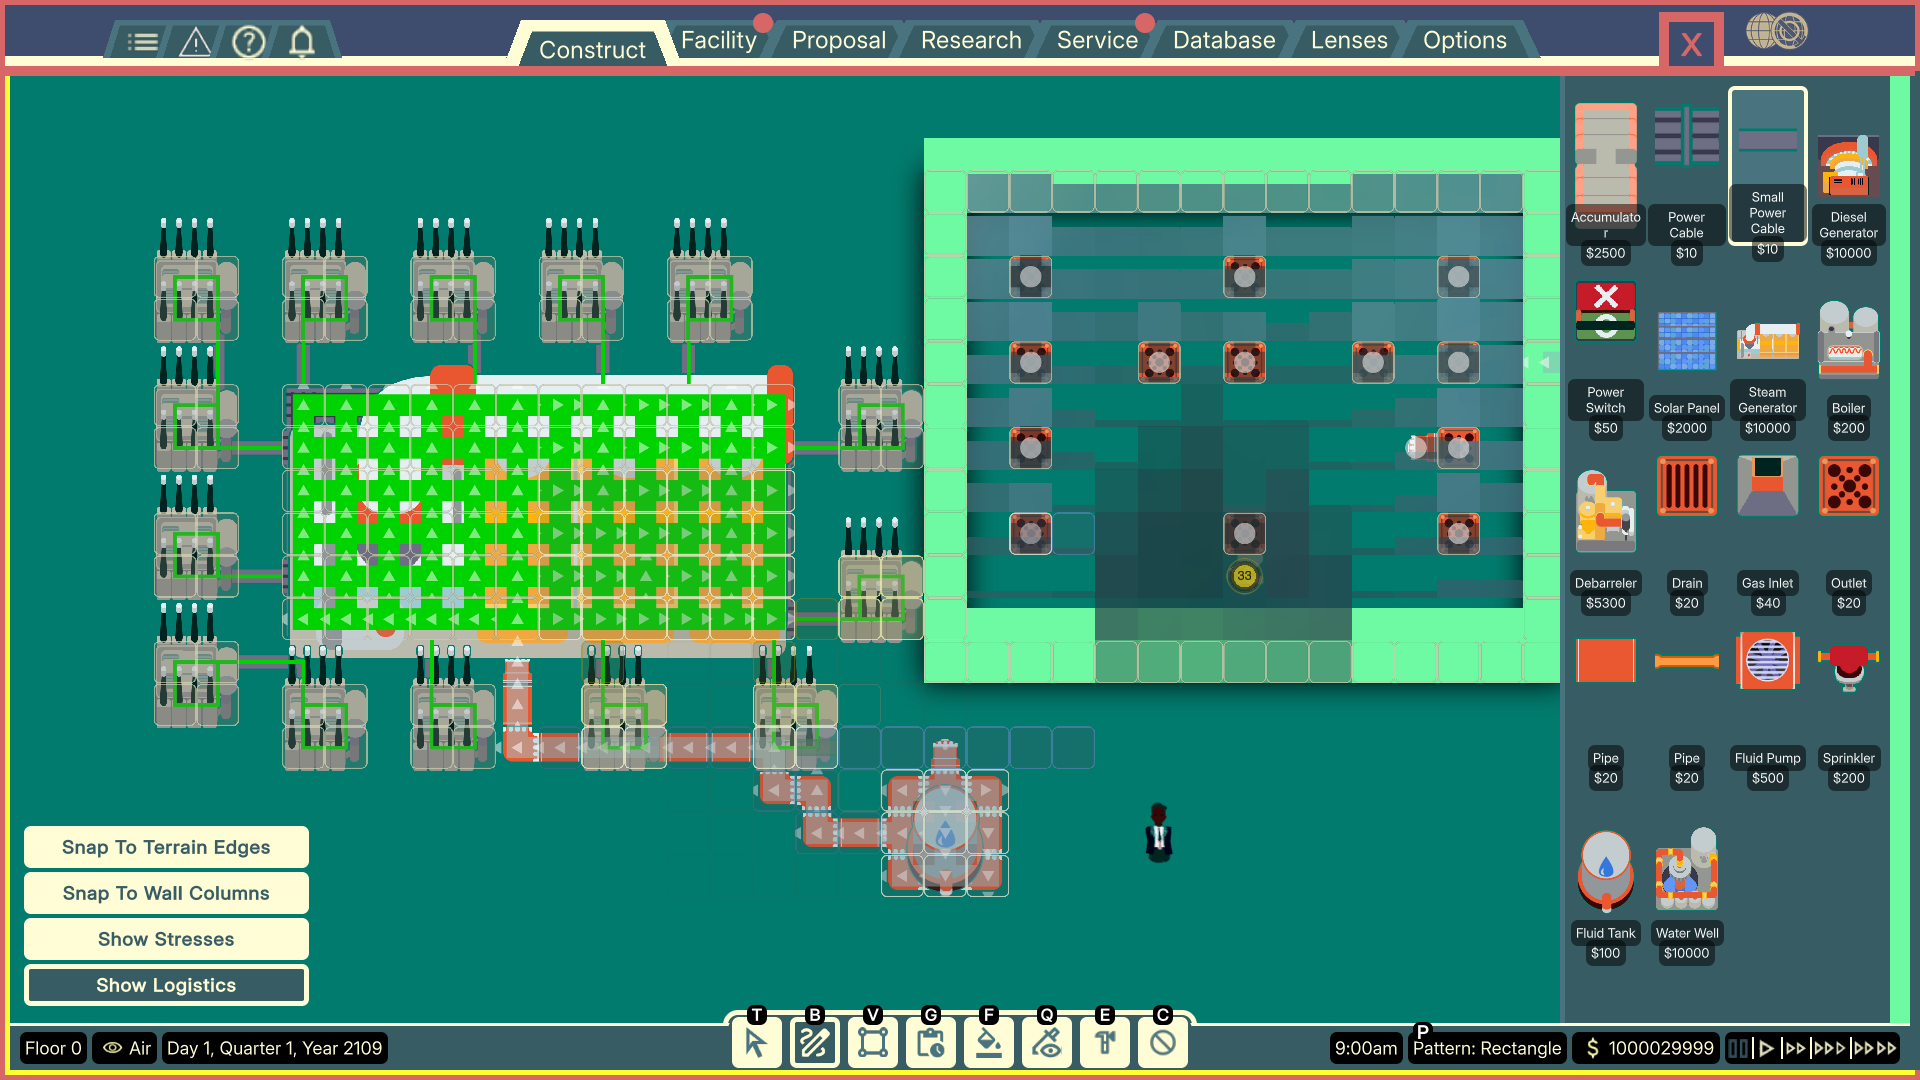 Construct
Facility
Proposal
Research
Service
Database
Lenses
Options
X
Accumulato
r
$2500
Power
Cable
$10
Small
Power
Cable
$10
Diesel
Generator
$10000
Power
Switch
$50
Solar Panel
$2000
Steam
Generator
$10000
Boiler
$200
Debarreler
$5300
Drain
$20
Gas Inlet
$40
Outlet
$20
Pipe
$20
Pipe
$20
Fluid Pump
$500
Sprinkler
$200
Fluid Tank
$100
Water Well
$10000
33
Snap To Terrain Edges
Snap To Wall Columns
Show Stresses
Show Logistics
T
B
V
G
F
Q
E
C
P
Floor 0
Air
Day 1, Quarter 1, Year 2109
9:00am
Pattern: Rectangle
$ 1000029999